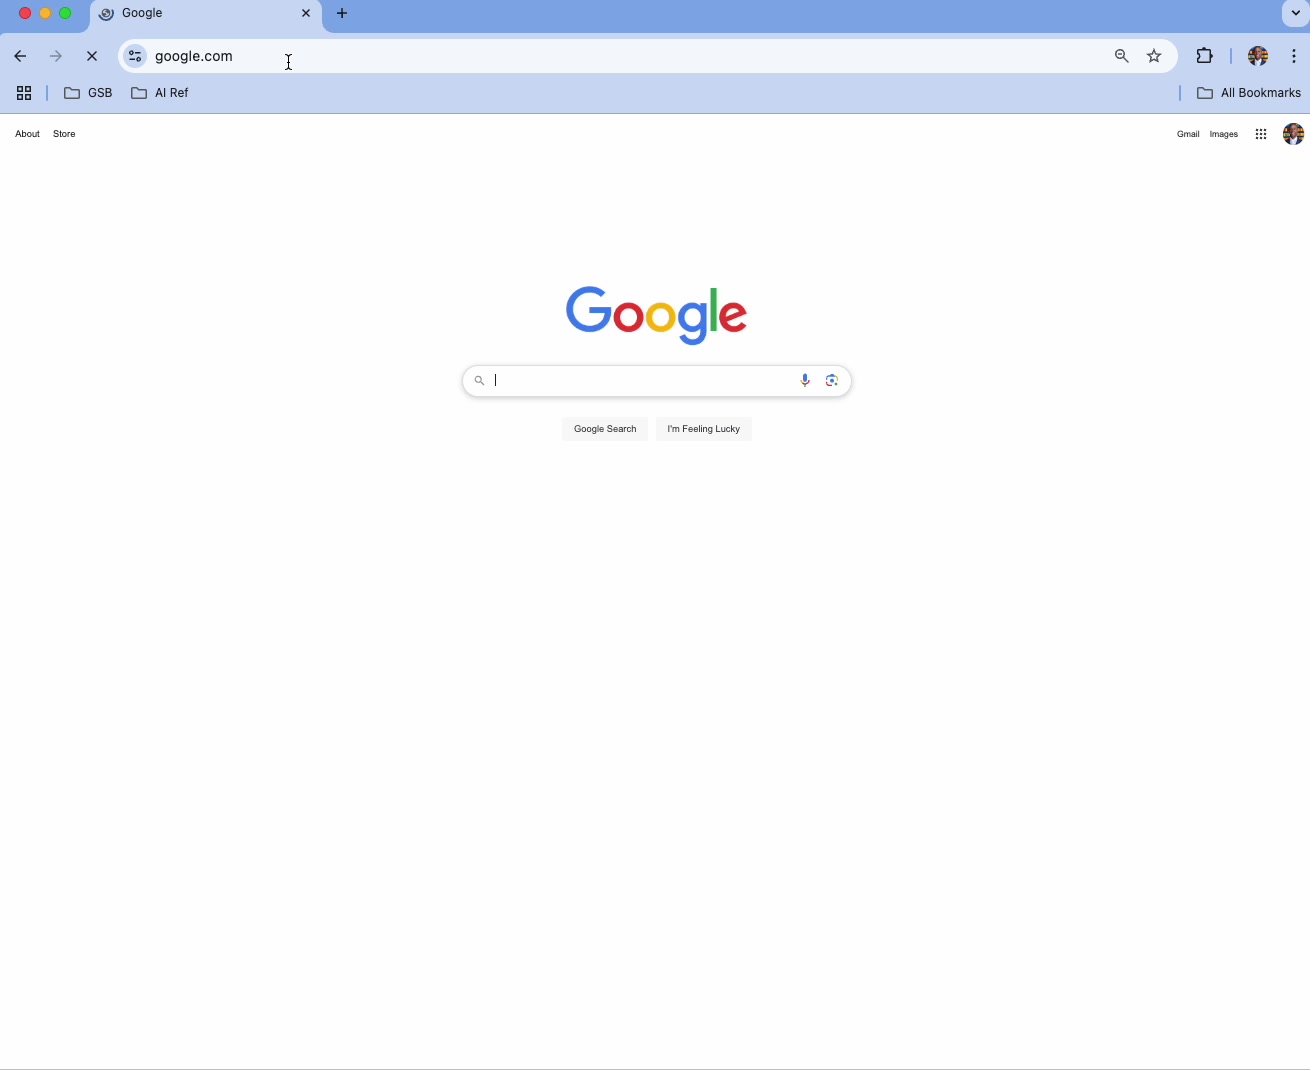 Google
google.com
GSB
AI Ref
All Bookmarks
About
Store
Gmail
Images
Google
Google Search
I'm Feeling Lucky